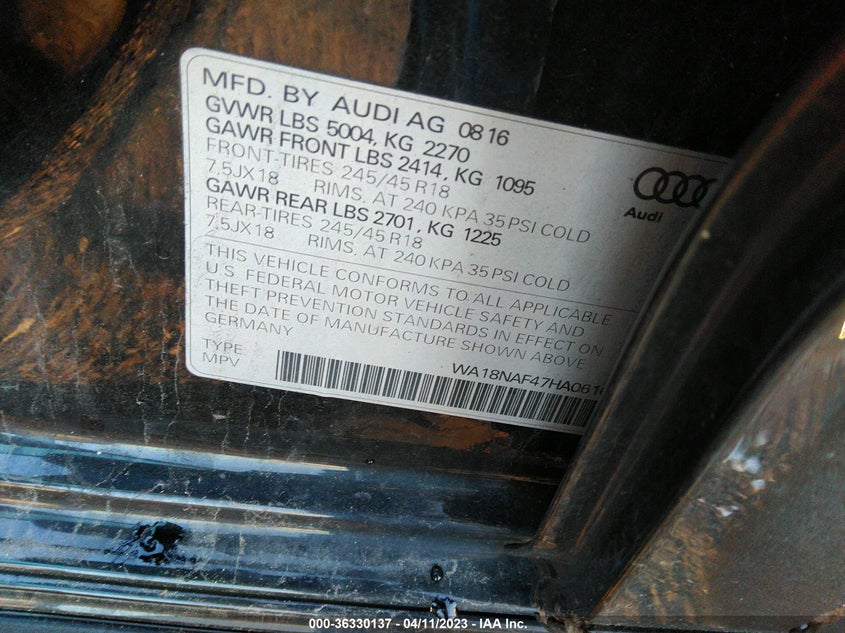 MFD. BY AUDI AG 08 16
GVWR LBS 5004, KG 2270
GAWR FRONT LBS 2414, KG 1095
FRONT-TIRES 245/45 R18
7.5JX18 RIMS, AT 240 KPA 35 PSI COLD
GAWR REAR LBS 2701, KG 1225
REAR-TIRES 245/45 R18
7.5JX18 RIMS, AT 240 KPA 35 PSI COLD
Audi
THIS VEHICLE CONFORMS TO ALL APPLICABLE
U.S. FEDERAL MOTOR VEHICLE SAFETY AND
THEFT PREVENTION STANDARDS IN EFFECT ON
THE DATE OF MANUFACTURE SHOWN ABOVE
GERMANY
TYPE
MPV
WA18NAF47HA061
000-36330137 - 04/11/2023 - IAA Inc.